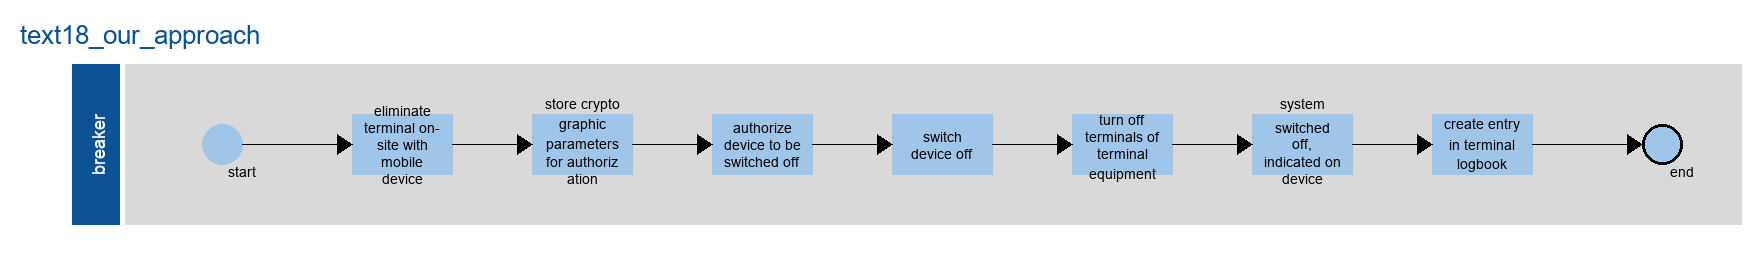 text18_our_approach
breaker
start
eliminate
terminal on-
site with
mobile
device
store crypto
graphic
parameters
for authoriz
ation
authorize
device to be
switched off
switch
device off
turn off
terminals of
terminal
equipment
system
switched
off,
indicated on
device
create entry
in terminal
logbook
end